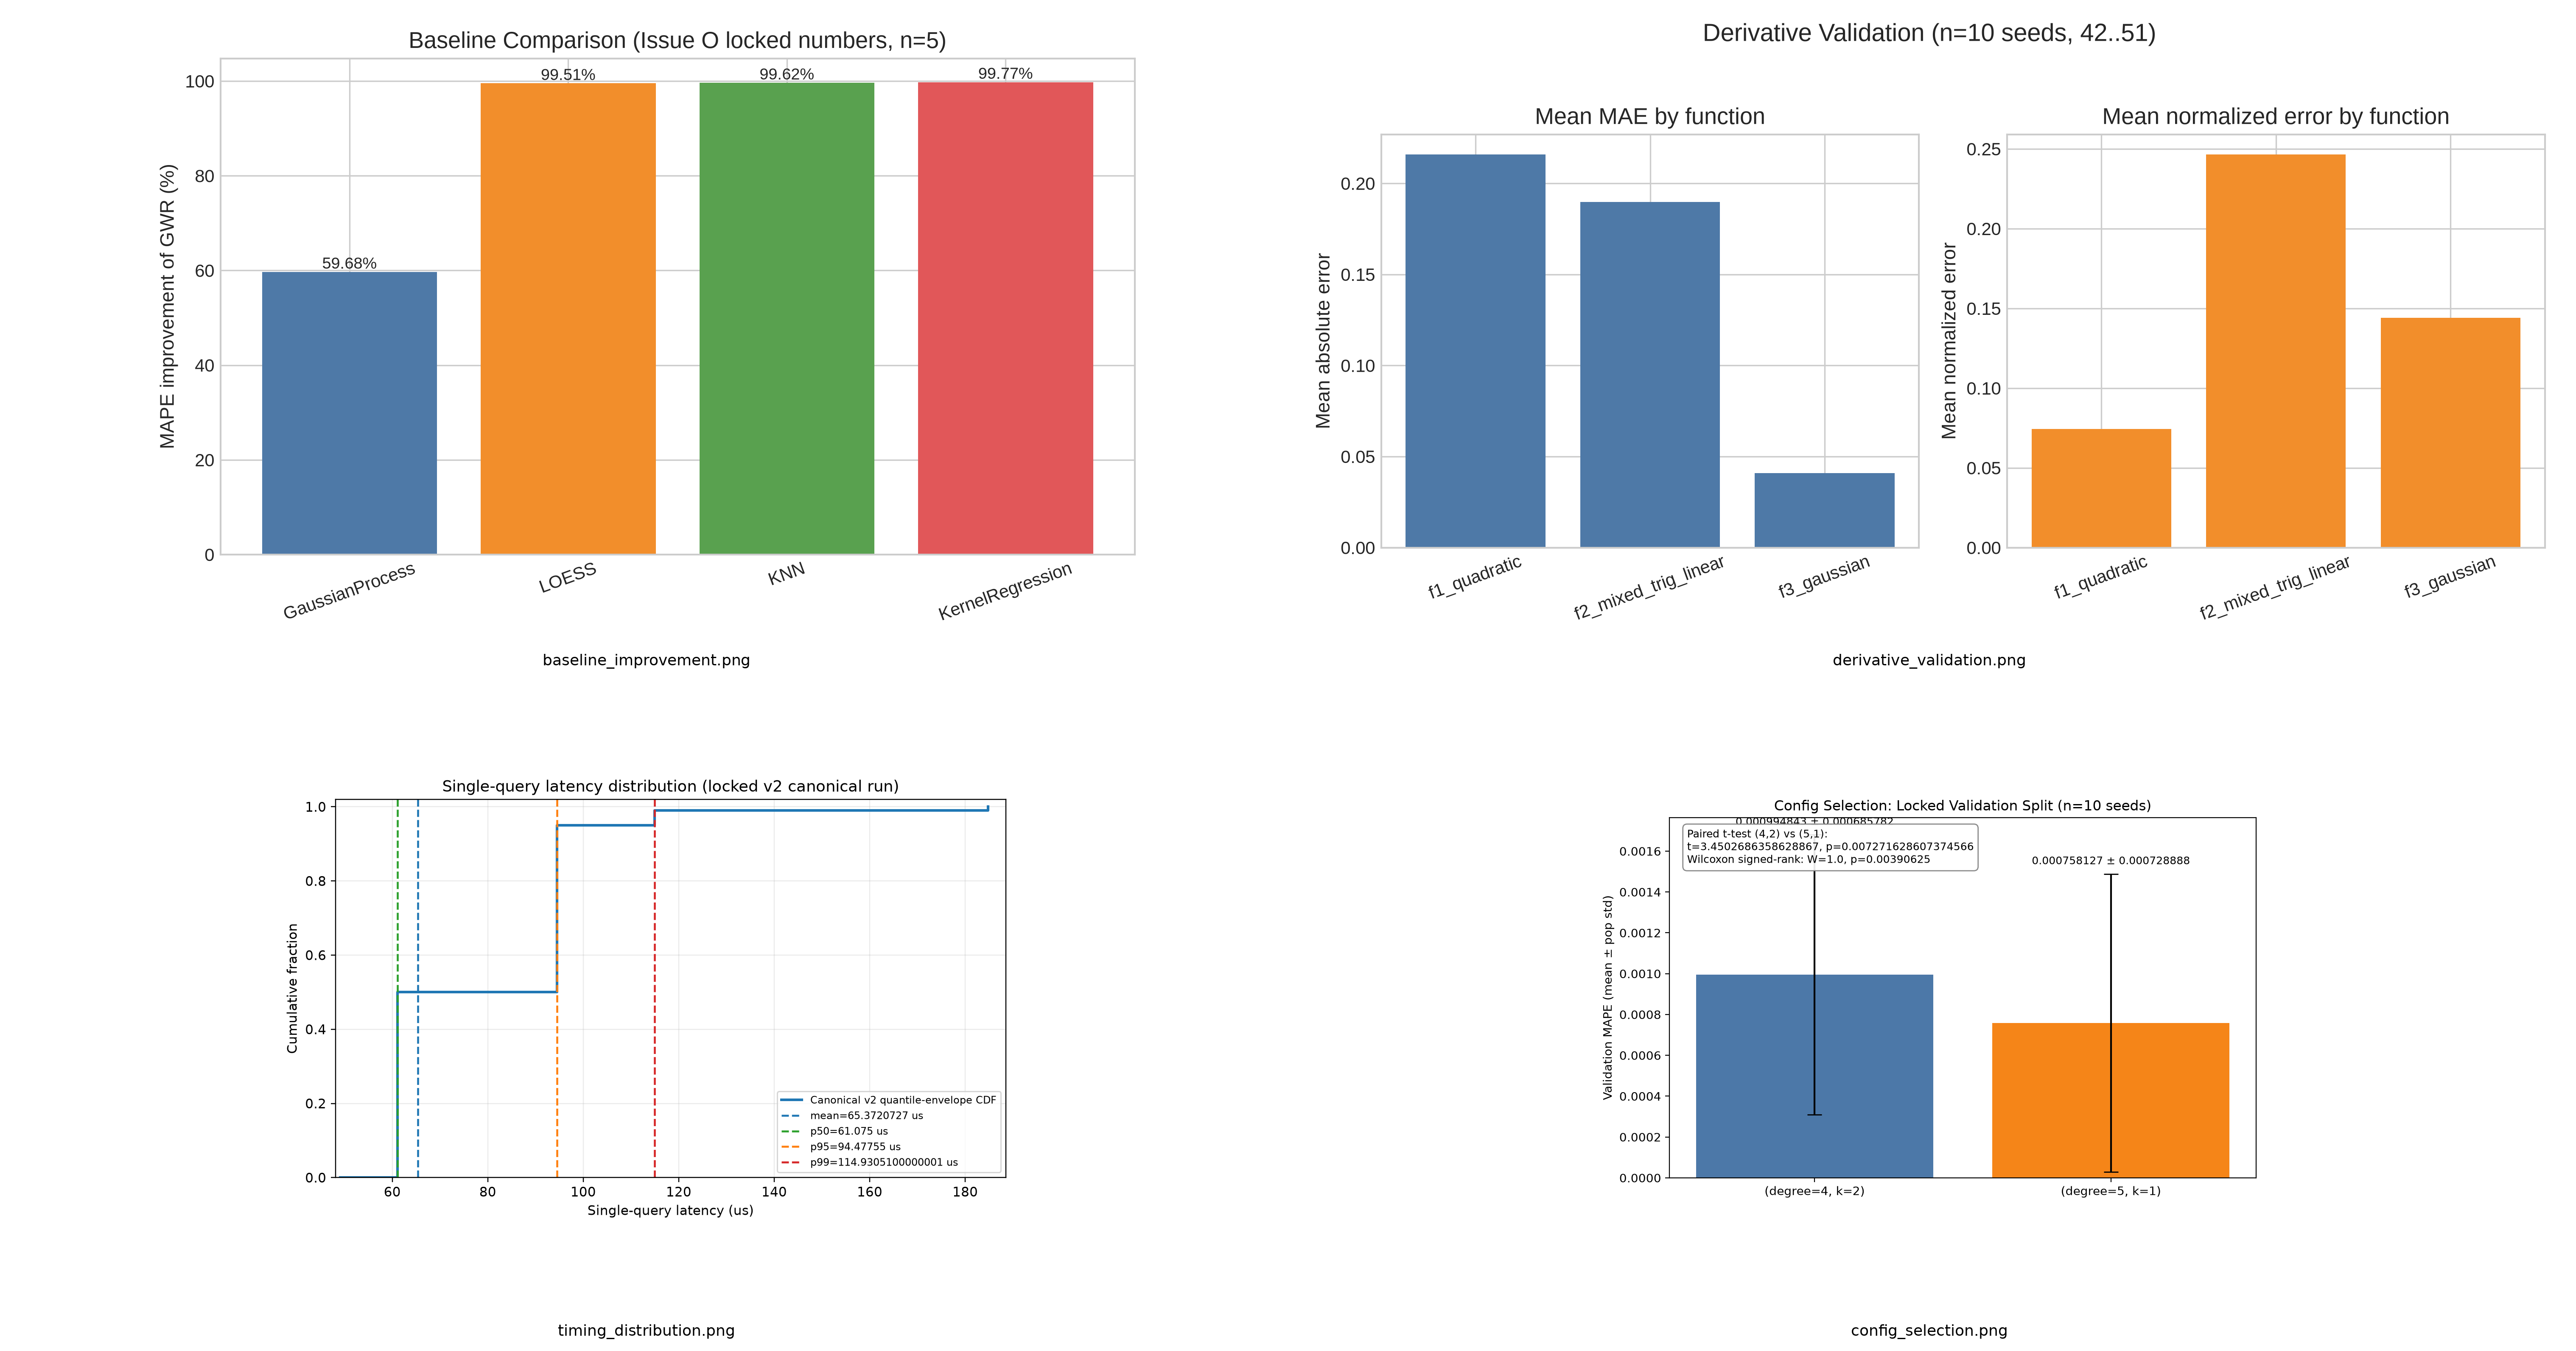 Baseline Comparison (Issue O locked numbers, n=5)
MAPE improvement of GWR (%)
100
80
60
40
20
0
59.68%
99.51%
99.62%
99.77%
GaussianProcess
LOESS
KNN
KernelRegression
baseline_improvement.png
Derivative Validation (n=10 seeds, 42..51)
Mean MAE by function
Mean absolute error
0.20
0.15
0.10
0.05
0.00
f1_quadratic
f2_mixed_trig_linear
f3_gaussian
Mean normalized error by function
Mean normalized error
0.25
0.20
0.15
0.10
0.05
0.00
f1_quadratic
f2_mixed_trig_linear
f3_gaussian
derivative_validation.png
Single-query latency distribution (locked v2 canonical run)
Cumulative fraction
1.0
0.8
0.6
0.4
0.2
0.0
Canonical v2 quantile-envelope CDF
mean=65.3720727 us
p50=61.075 us
p95=94.47755 us
p99=114.9305100000001 us
60
80
100
120
140
160
180
Single-query latency (us)
timing_distribution.png
Config Selection: Locked Validation Split (n=10 seeds)
0.000994843 ± 0.000685782
Paired t-test (4,2) vs (5,1):
t=3.4502686358628867, p=0.007271628607374566
Wilcoxon signed-rank: W=1.0, p=0.00390625
0.000758127 ± 0.000728888
Validation MAPE (mean ± pop std)
0.0016
0.0014
0.0012
0.0010
0.0008
0.0006
0.0004
0.0002
0.0000
(degree=4, k=2)
(degree=5, k=1)
config_selection.png